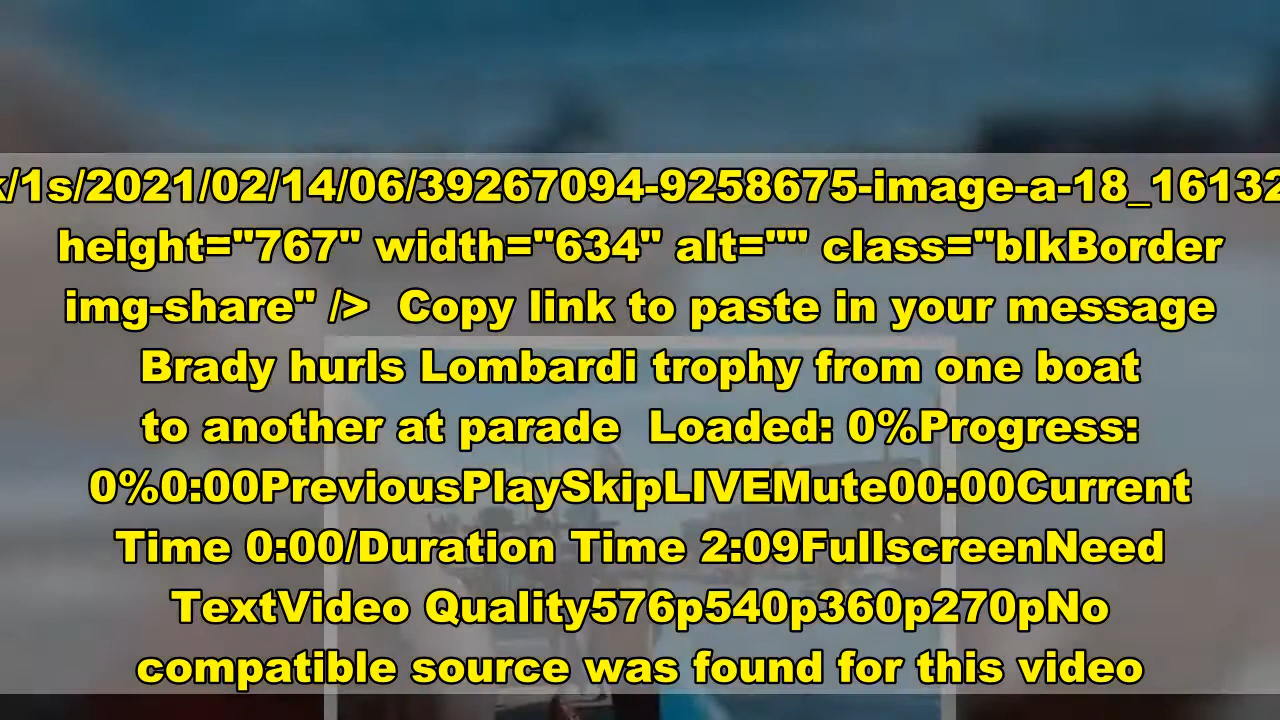 /1s/2021/02/14/06/39267094-9258675-image-a-18_16132
height="767" width="634" alt="" class="blkBorder
img-share" />  Copy link to paste in your message
Brady hurls Lombardi trophy from one boat
to another at parade  Loaded: 0%Progress:
0%0:00PreviousPlaySkipLIVEMute00:00Current
Time 0:00/Duration Time 2:09FullscreenNeed
TextVideo Quality576p540p360p270pNo
compatible source was found for this video